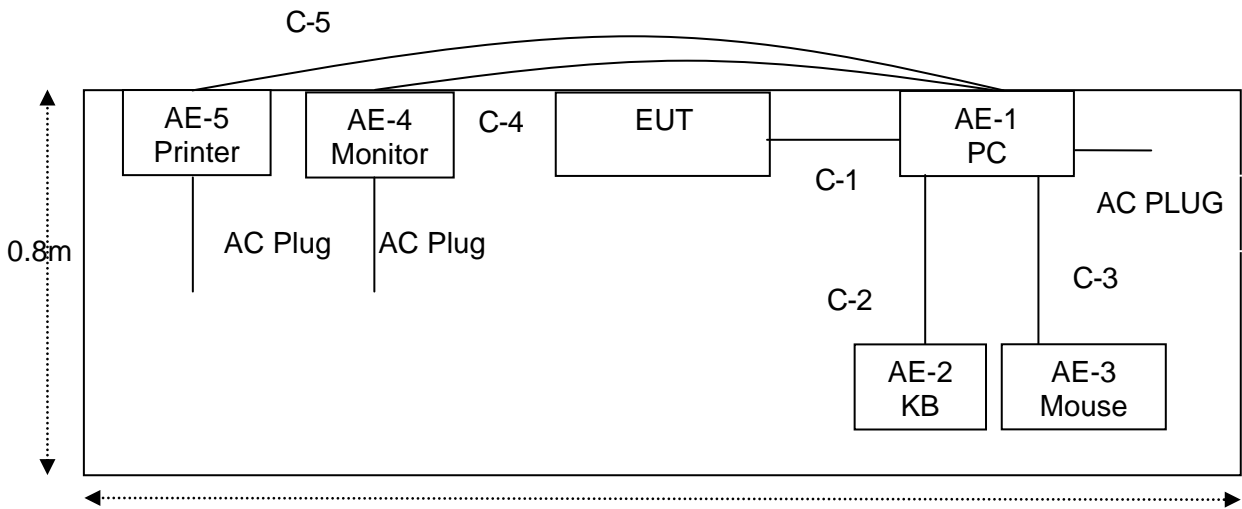 C-5
AE-5
Printer
AE-4
Monitor
C-4
EUT
C-1
AE-1
PC
AC PLUG
AC Plug
AC Plug
0.8m
C-2
C-3
AE-2
KB
AE-3
Mouse